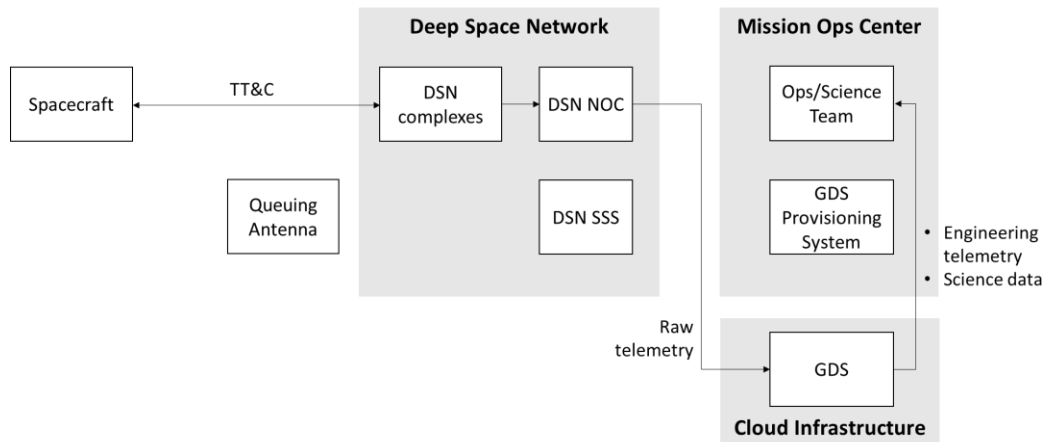 Deep Space Network
Mission Ops Center
Spacecraft
TT&C
DSN
complexes
DSN NOC
Ops/Science
Team
Queuing
Antenna
DSN SSS
GDS
Provisioning
System
• Engineering
telemetry
• Science data
Raw
telemetry
GDS
Cloud Infrastructure